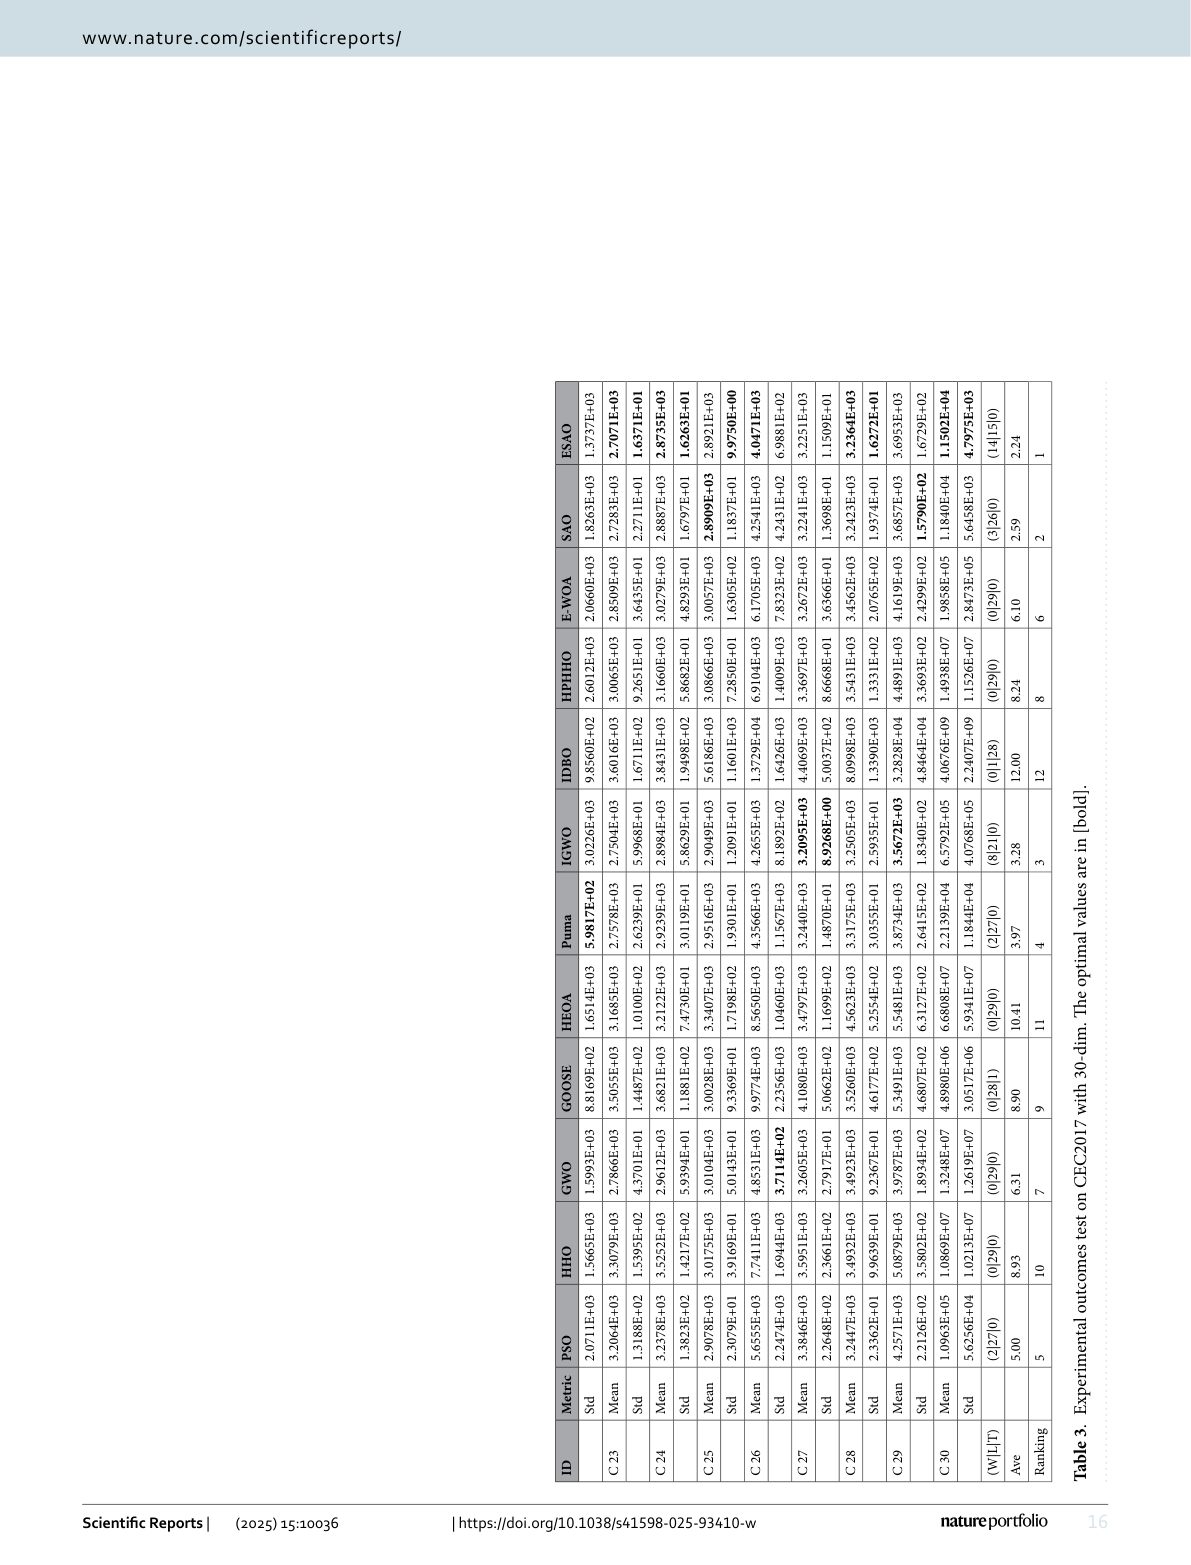 www.nature.com/scientificreports/
ID Metric PSO HHO GWO GOOSE HEOA Puma IGWO IDBO HPHHO E-WOA SAO ESAO
Std 2.0711E+03 1.5665E+03 1.5993E+03 8.8169E+02 1.6514E+03 5.9817E+02 3.0226E+03 9.8560E+02 2.6012E+03 2.0660E+03 1.8263E+03 1.3737E+03
C 23 Mean 3.2064E+03 3.3079E+03 2.7866E+03 3.5055E+03 3.1685E+03 2.7578E+03 2.7504E+03 3.6016E+03 3.0065E+03 2.8509E+03 2.7283E+03 2.7071E+03
Std 1.3188E+02 1.5395E+02 4.3701E+01 1.4487E+02 1.0100E+02 2.6239E+01 5.9968E+01 1.6711E+02 9.2651E+01 3.6435E+01 2.2711E+01 1.6371E+01
C 24 Mean 3.2378E+03 3.5252E+03 2.9612E+03 3.6821E+03 3.2122E+03 2.9239E+03 2.8984E+03 3.8431E+03 3.1660E+03 3.0279E+03 2.8887E+03 2.8735E+03
Std 1.3823E+02 1.4217E+02 5.9394E+01 1.1881E+02 7.4730E+01 3.0119E+01 5.8629E+01 1.9498E+02 5.8682E+01 4.8293E+01 1.6797E+01 1.6263E+01
C 25 Mean 2.9078E+03 3.0175E+03 3.0104E+03 3.0028E+03 3.3407E+03 2.9516E+03 2.9049E+03 5.6186E+03 3.0866E+03 3.0057E+03 2.8909E+03 2.8921E+03
Std 2.3079E+01 3.9169E+01 5.0143E+01 9.3369E+01 1.7198E+02 1.9301E+01 1.2091E+01 1.1601E+03 7.2850E+01 1.6305E+02 1.1837E+01 9.9750E+00
C 26 Mean 5.6555E+03 7.7411E+03 4.8531E+03 9.9774E+03 8.5650E+03 4.3566E+03 4.2655E+03 1.3729E+04 6.9104E+03 6.1705E+03 4.2541E+03 4.0471E+03
Std 2.2474E+03 1.6944E+03 3.7114E+02 2.2356E+03 1.0460E+03 1.1567E+03 8.1892E+02 1.6426E+03 1.4009E+03 7.8323E+02 4.2431E+02 6.9881E+02
C 27 Mean 3.3846E+03 3.5951E+03 3.2605E+03 4.1080E+03 3.4797E+03 3.2440E+03 3.2095E+03 4.4069E+03 3.3697E+03 3.2672E+03 3.2241E+03 3.2251E+03
Std 2.2648E+02 2.3661E+02 2.7917E+01 5.0662E+02 1.1699E+02 1.4870E+01 8.9268E+00 5.0037E+02 8.6668E+01 3.6366E+01 1.3698E+01 1.1509E+01
C 28 Mean 3.2447E+03 3.4932E+03 3.4923E+03 3.5260E+03 4.5623E+03 3.3175E+03 3.2505E+03 8.0998E+03 3.5431E+03 3.4562E+03 3.2423E+03 3.2364E+03
Std 2.3362E+01 9.9639E+01 9.2367E+01 4.6177E+02 5.2554E+02 3.0355E+01 2.5935E+01 1.3390E+03 1.3331E+02 2.0765E+02 1.9374E+01 1.6272E+01
C 29 Mean 4.2571E+03 5.0879E+03 3.9787E+03 5.3491E+03 5.5481E+03 3.8734E+03 3.5672E+03 3.2828E+04 4.4891E+03 4.1619E+03 3.6857E+03 3.6953E+03
Std 2.2126E+02 3.5802E+02 1.8934E+02 4.6807E+02 6.3127E+02 2.6415E+02 1.8340E+02 4.8464E+04 3.3693E+02 2.4299E+02 1.5790E+02 1.6729E+02
C 30 Mean 1.0963E+05 1.0869E+07 1.3248E+07 4.8980E+06 6.6808E+07 2.2139E+04 6.5792E+05 4.0676E+09 1.4938E+07 1.9858E+05 1.1840E+04 1.1502E+04
Std 5.6256E+04 1.0213E+07 1.2619E+07 3.0517E+06 5.9341E+07 1.1844E+04 4.0768E+05 2.2407E+09 1.1526E+07 2.8473E+05 5.6458E+03 4.7975E+03
(W|L|T) (2|27|0) (0|29|0) (0|29|0) (0|28|1) (0|29|0) (2|27|0) (8|21|0) (0|1|28) (0|29|0) (0|29|0) (3|26|0) (14|15|0)
Ave 5.00 8.93 6.31 8.90 10.41 3.97 3.28 12.00 8.24 6.10 2.59 2.24
Ranking 5 10 7 9 11 4 3 12 8 6 2 1
Table 3. Experimental outcomes test on CEC2017 with 30-dim. The optimal values are in [bold].
Scientific Reports | (2025) 15:10036 | https://doi.org/10.1038/s41598-025-93410-w natureportfolio 16